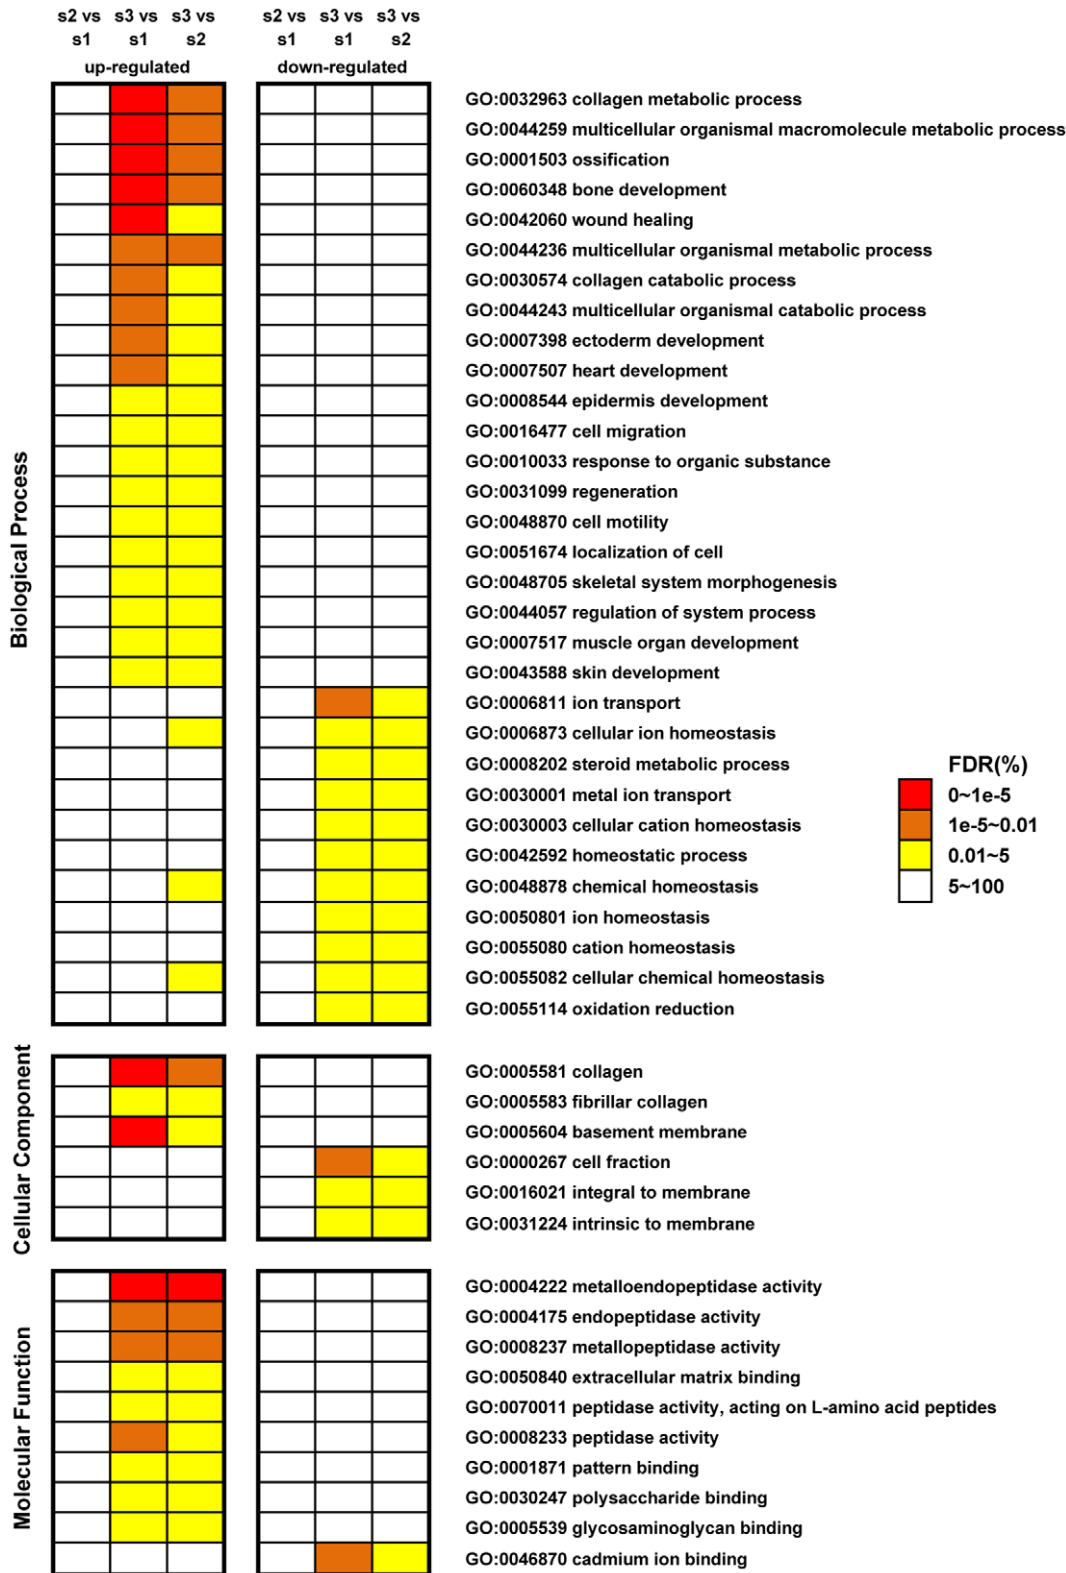 s2 vs s3 vs s3 vs s2 vs s3 vs s3 vs
s1 s1 s2 s1 s1 s2
up-regulated down-regulated
Biological Process
GO:0032963 collagen metabolic process
GO:0044259 multicellular organismal macromolecule metabolic process
GO:0001503 ossification
GO:0060348 bone development
GO:0042060 wound healing
GO:0044236 multicellular organismal metabolic process
GO:0030574 collagen catabolic process
GO:0044243 multicellular organismal catabolic process
GO:0007398 ectoderm development
GO:0007507 heart development
GO:0008544 epidermis development
GO:0016477 cell migration
GO:0010033 response to organic substance
GO:0031099 regeneration
GO:0048870 cell motility
GO:0051674 localization of cell
GO:0048705 skeletal system morphogenesis
GO:0044057 regulation of system process
GO:0007517 muscle organ development
GO:0043588 skin development
GO:0006811 ion transport
GO:0006873 cellular ion homeostasis
GO:0008202 steroid metabolic process
GO:0030001 metal ion transport
GO:0030003 cellular cation homeostasis
GO:0042592 homeostatic process
GO:0048878 chemical homeostasis
GO:0050801 ion homeostasis
GO:0055080 cation homeostasis
GO:0055082 cellular chemical homeostasis
GO:0055114 oxidation reduction
FDR(%)
0~1e-5
1e-5~0.01
0.01~5
5~100
Cellular Component
GO:0005581 collagen
GO:0005583 fibrillar collagen
GO:0005604 basement membrane
GO:0000267 cell fraction
GO:0016021 integral to membrane
GO:0031224 intrinsic to membrane
Molecular Function
GO:0004222 metalloendopeptidase activity
GO:0004175 endopeptidase activity
GO:0008237 metallopeptidase activity
GO:0050840 extracellular matrix binding
GO:0070011 peptidase activity, acting on L-amino acid peptides
GO:0008233 peptidase activity
GO:0001871 pattern binding
GO:0030247 polysaccharide binding
GO:0005539 glycosaminoglycan binding
GO:0046870 cadmium ion binding